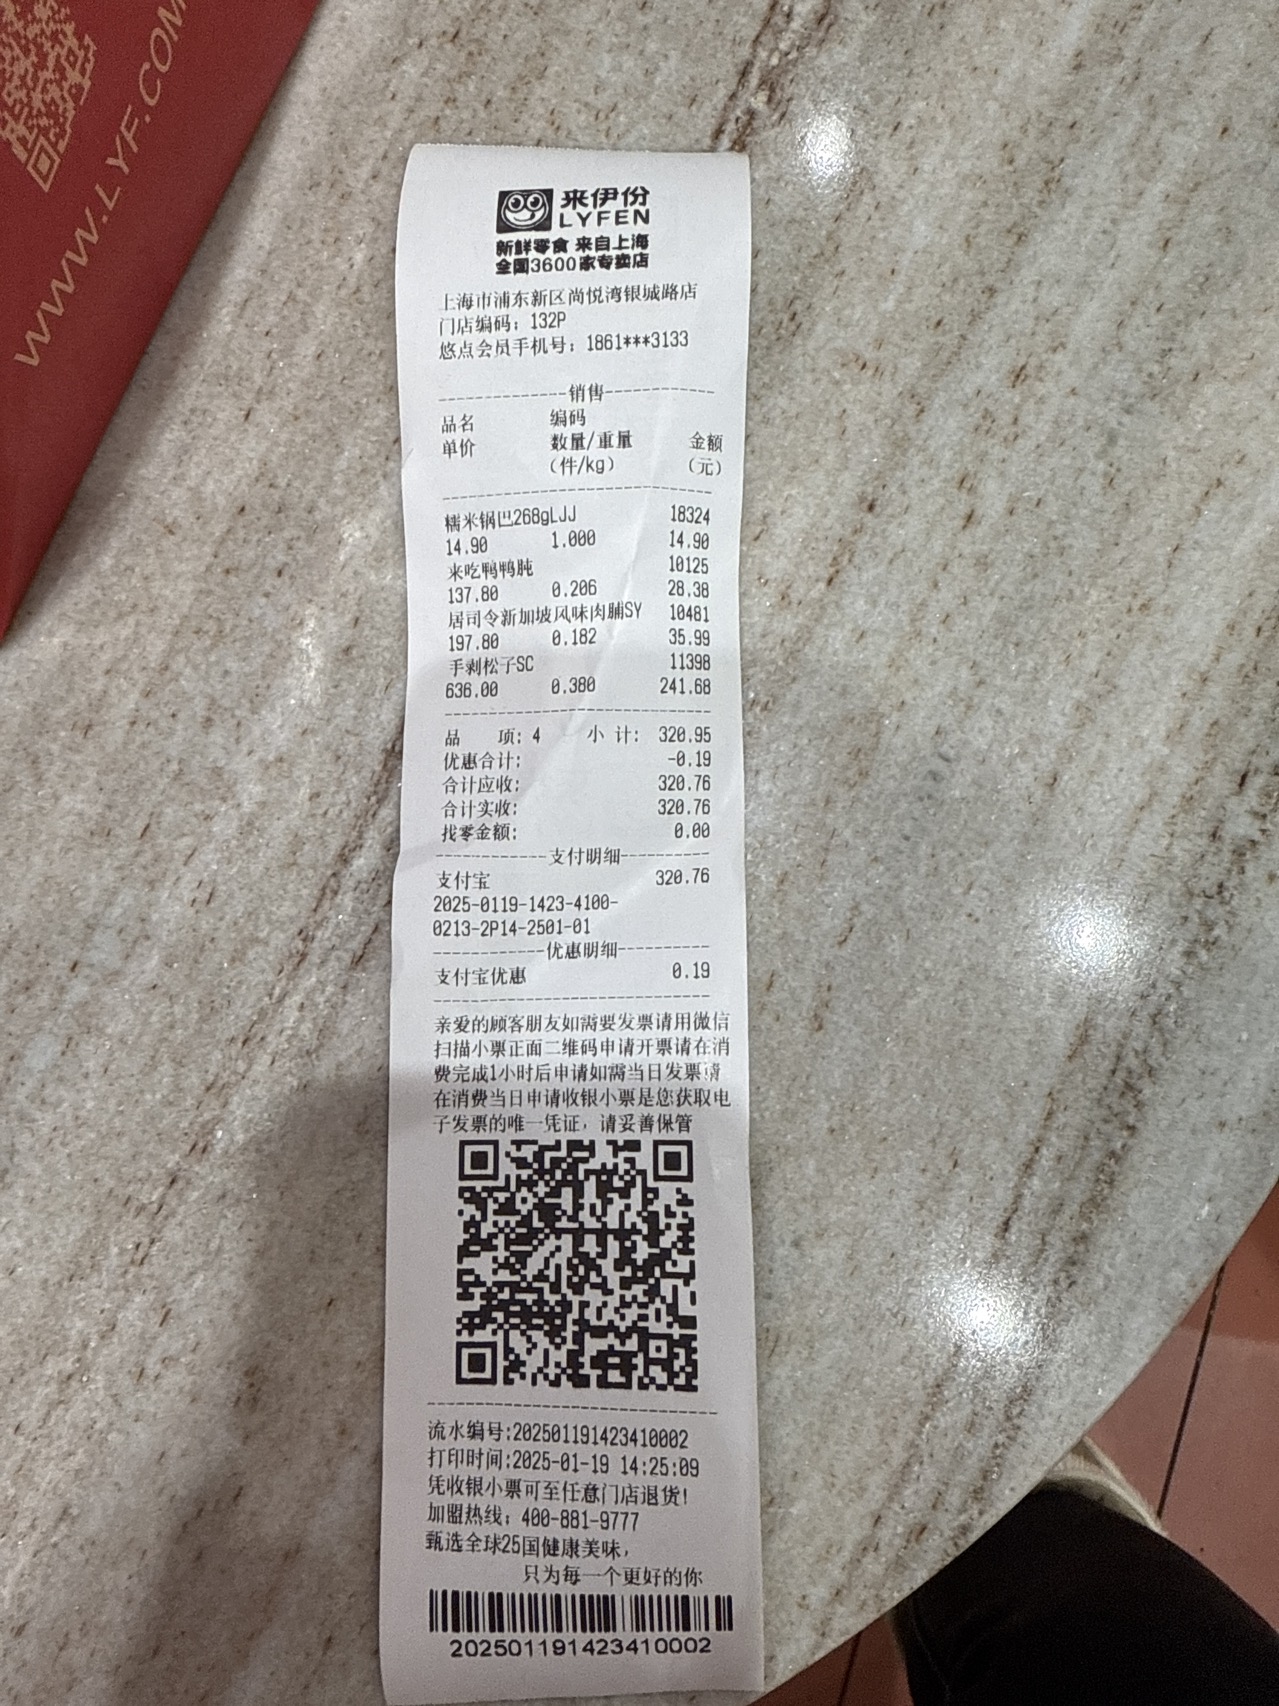 WWW.LYF.COM
来伊份
LYFEN
新鲜零食 来自上海
全国3600家专卖店
上海市浦东新区尚悦湾银城路店
门店编码：132P
悠点会员手机号：1861***3133
-------------销售-------------
品名 编码
单价 数量/重量 金额
（件/kg） （元）
糯米锅巴268gLJJ 18324
14.90 1.000 14.90
来吃鸭鸭肫 10125
137.80 0.206 28.38
居司令新加坡风味肉脯SY 10481
197.80 0.182 35.99
手剥松子SC 11398
636.00 0.380 241.68
品 项: 4 小 计: 320.95
优惠合计: -0.19
合计应收: 320.76
合计实收: 320.76
找零金额: 0.00
------------支付明细----------
支付宝 320.76
2025-0119-1423-4100-
0213-2P14-2501-01
------------优惠明细----------
支付宝优惠 0.19
亲爱的顾客朋友如需要发票请用微信
扫描小票正面二维码申请开票请在消
费完成1小时后申请如需当日发票请
在消费当日申请收银小票是您获取电
子发票的唯一凭证，请妥善保管
流水编号:202501191423410002
打印时间:2025-01-19 14:25:09
凭收银小票可至任意门店退货!
加盟热线：400-881-9777
甄选全球25国健康美味，
只为每一个更好的你
202501191423410002